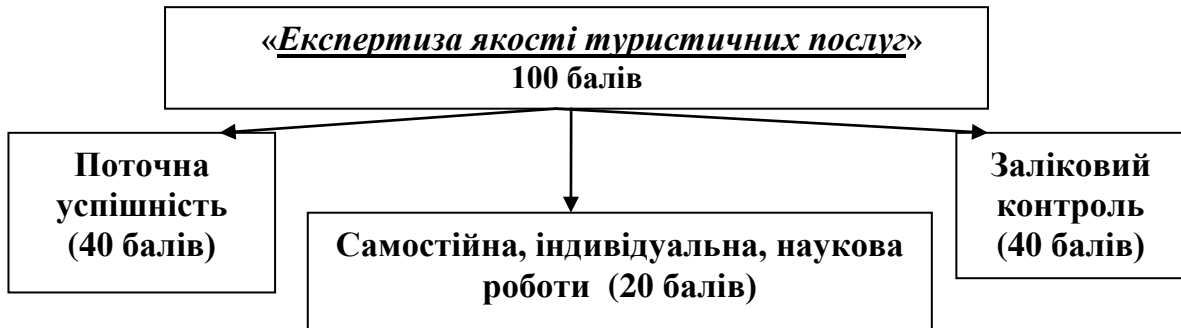 «Експертиза якості туристичних послуг»
100 балів
Поточна
успішність
(40 балів)
Самостійна, індивідуальна, наукова
роботи (20 балів)
Заліковий
контроль
(40 балів)